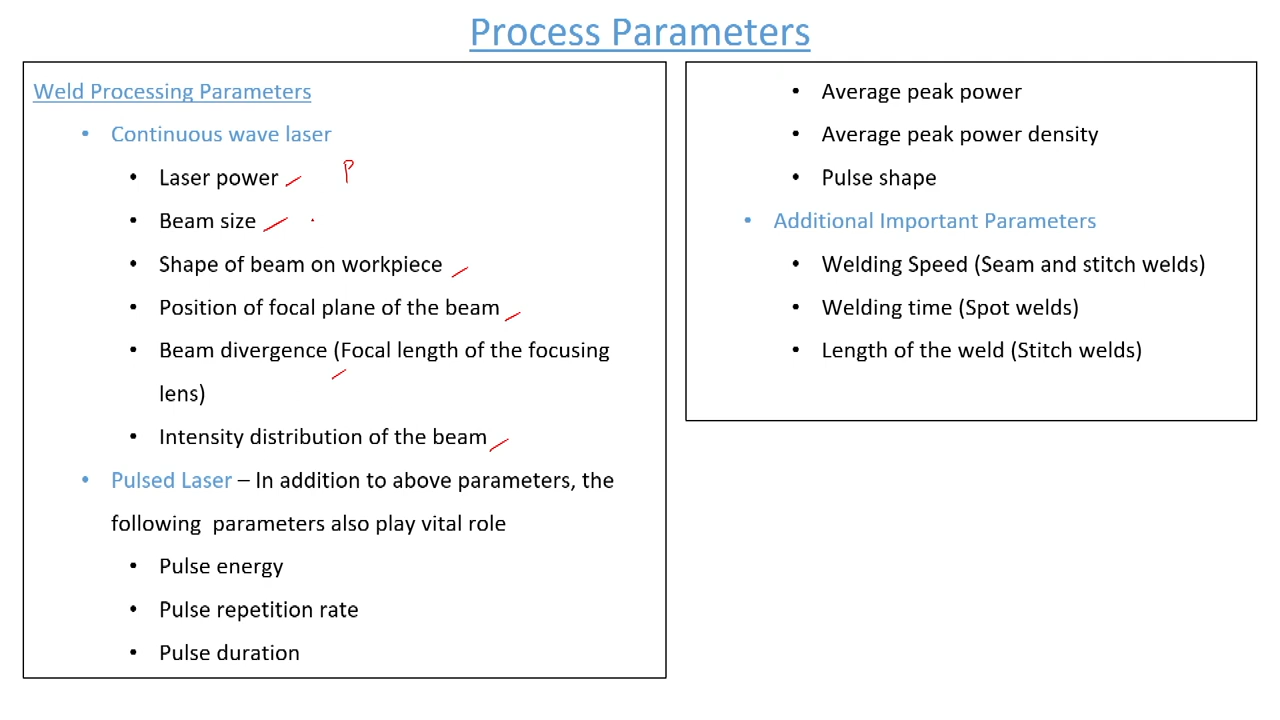 Process Parameters
Weld Processing Parameters
• Continuous wave laser
• Laser power P
• Beam size
• Shape of beam on workpiece
• Position of focal plane of the beam
• Beam divergence (Focal length of the focusing
lens)
• Intensity distribution of the beam
• Pulsed Laser – In addition to above parameters, the
following parameters also play vital role
• Pulse energy
• Pulse repetition rate
• Pulse duration
• Average peak power
• Average peak power density
• Pulse shape
• Additional Important Parameters
• Welding Speed (Seam and stitch welds)
• Welding time (Spot welds)
• Length of the weld (Stitch welds)